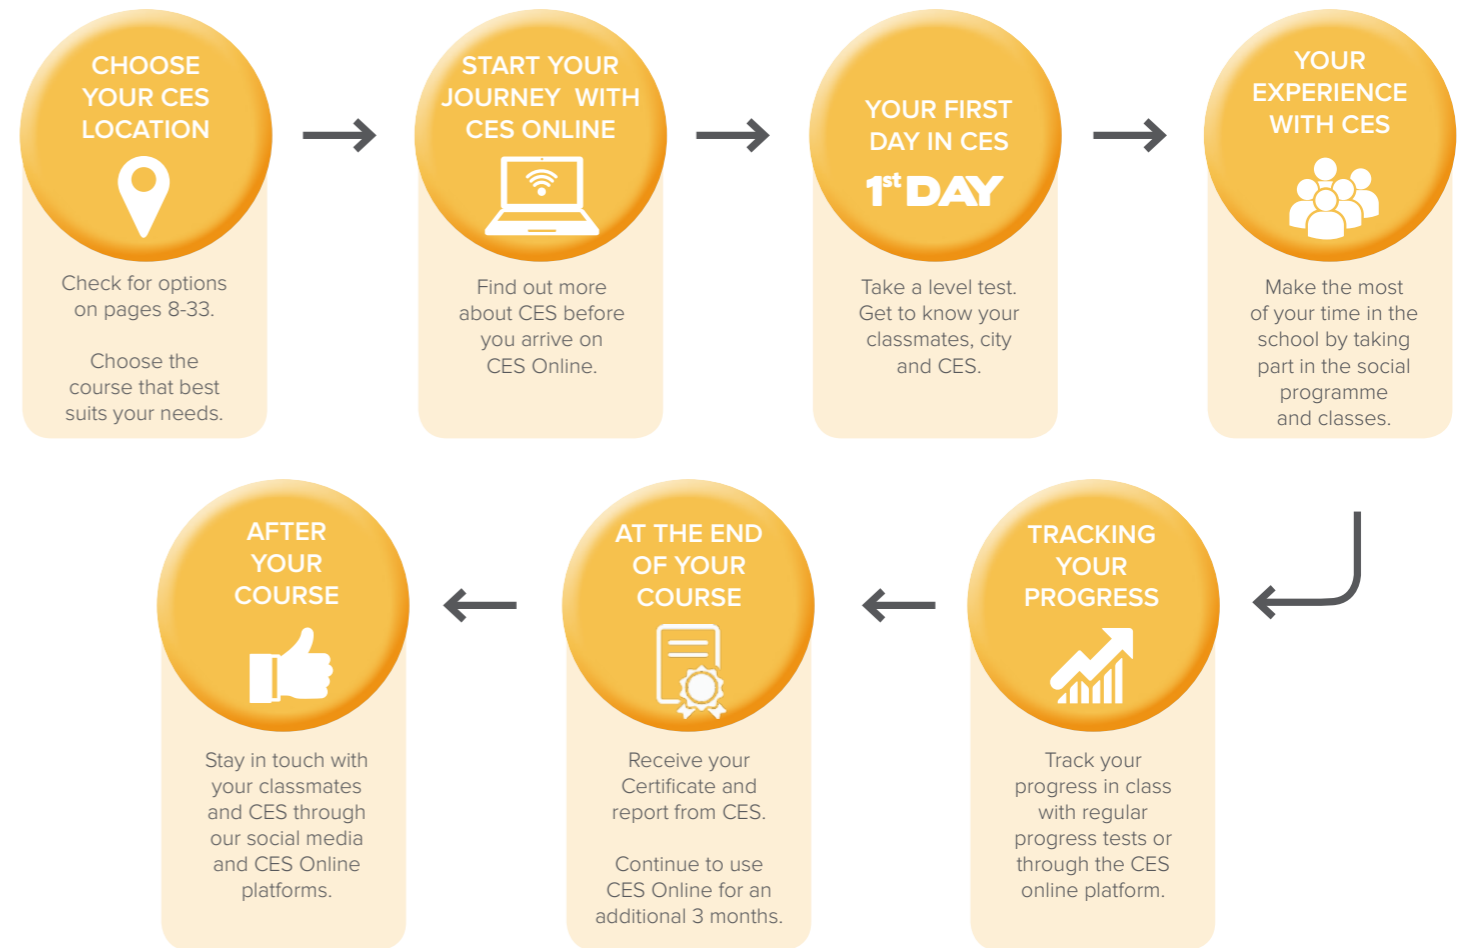 CHOOSE
YOUR CES
LOCATION
Check for options
on pages 8-33.
Choose the
course that best
suits your needs.
START YOUR
JOURNEY WITH
CES ONLINE
Find out more
about CES before
you arrive on
CES Online.
YOUR FIRST
DAY IN CES
1st DAY
Take a level test.
Get to know your
classmates, city
and CES.
YOUR
EXPERIENCE
WITH CES
Make the most
of your time in the
school by taking
part in the social
programme
and classes.
TRACKING
YOUR
PROGRESS
Track your
progress in class
with regular
progress tests or
through the CES
online platform.
AT THE END
OF YOUR
COURSE
Receive your
Certificate and
report from CES.
Continue to use
CES Online for an
additional 3 months.
AFTER
YOUR
COURSE
Stay in touch with
your classmates
and CES through
our social media
and CES Online
platforms.